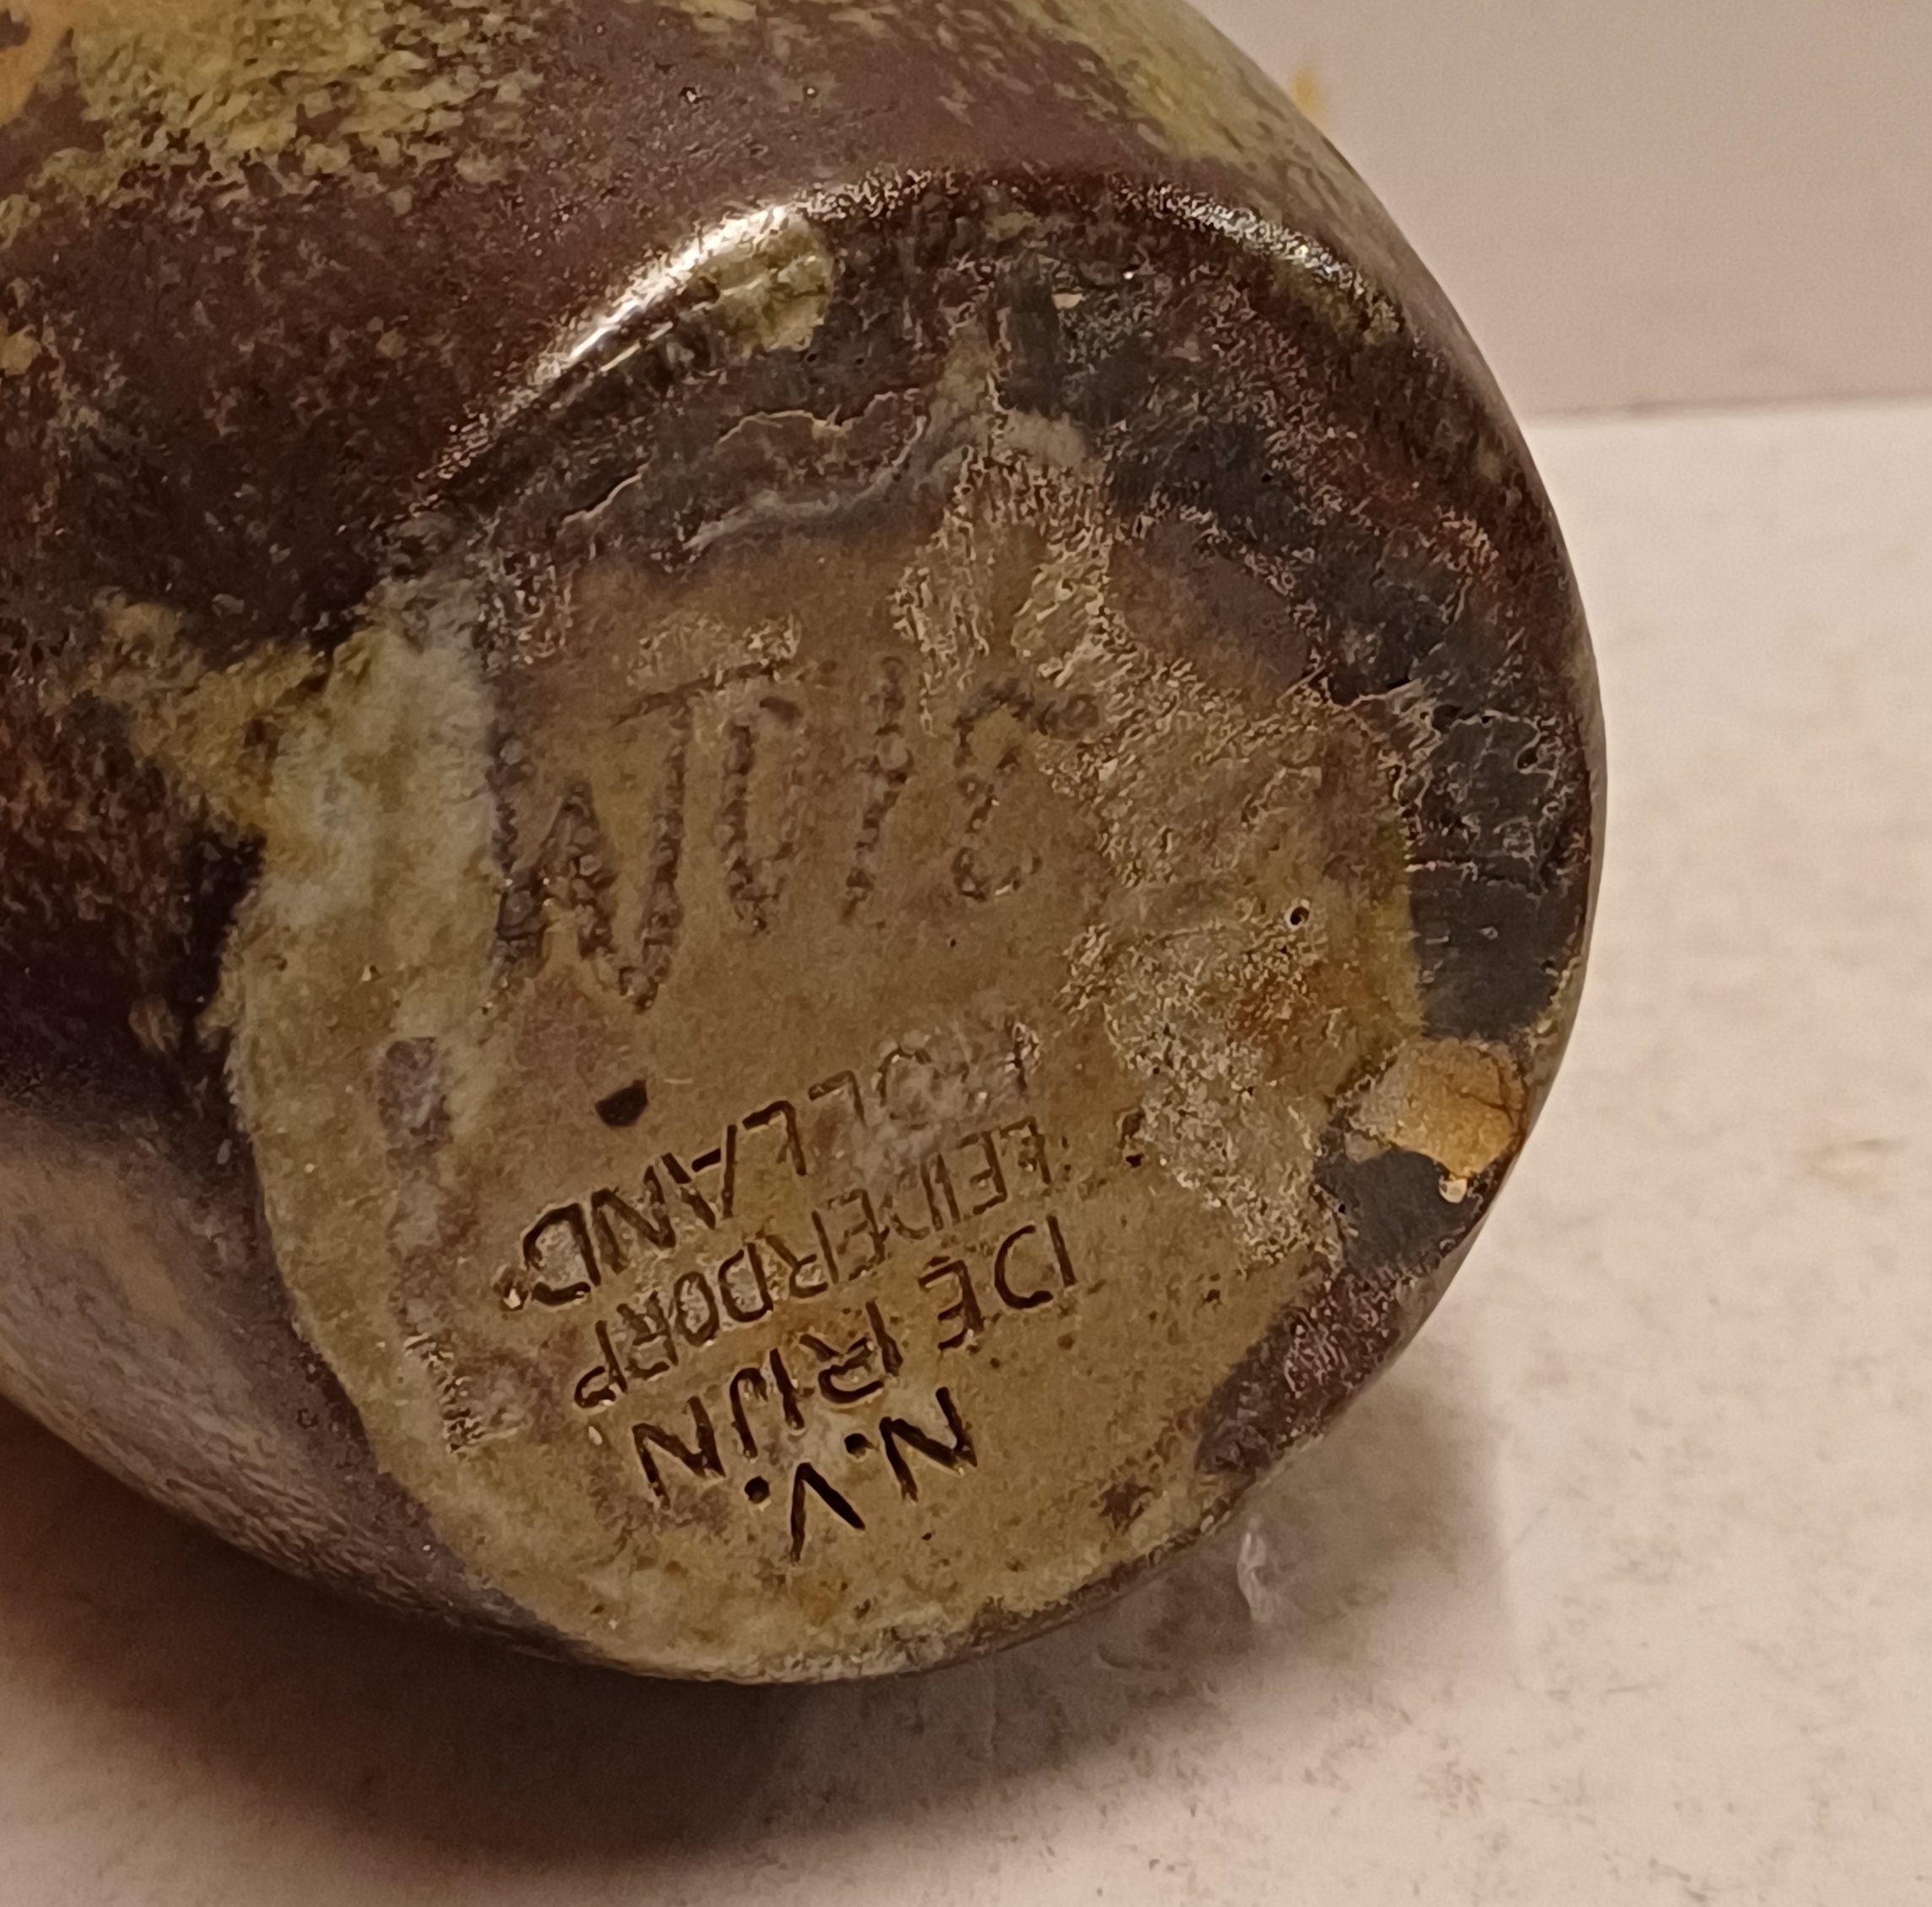 N.V.
DE RIJN
LEIDERDORP
HOLLAND